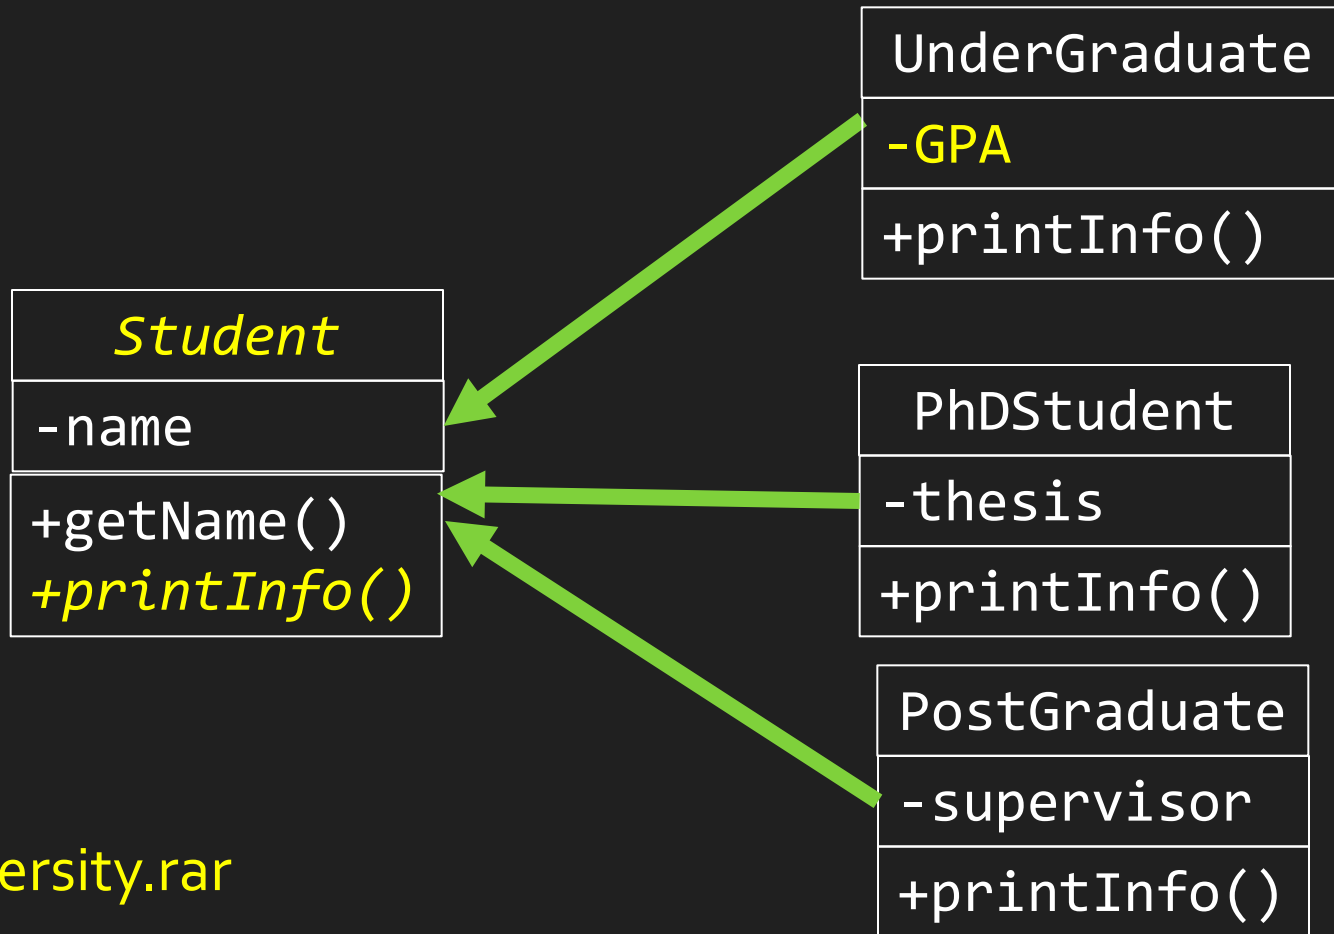 UnderGraduate
-GPA
+printInfo()
Student
-name
+getName()
+printInfo()
PhDStudent
-thesis
+printInfo()
PostGraduate
-supervisor
+printInfo()
ersity.rar